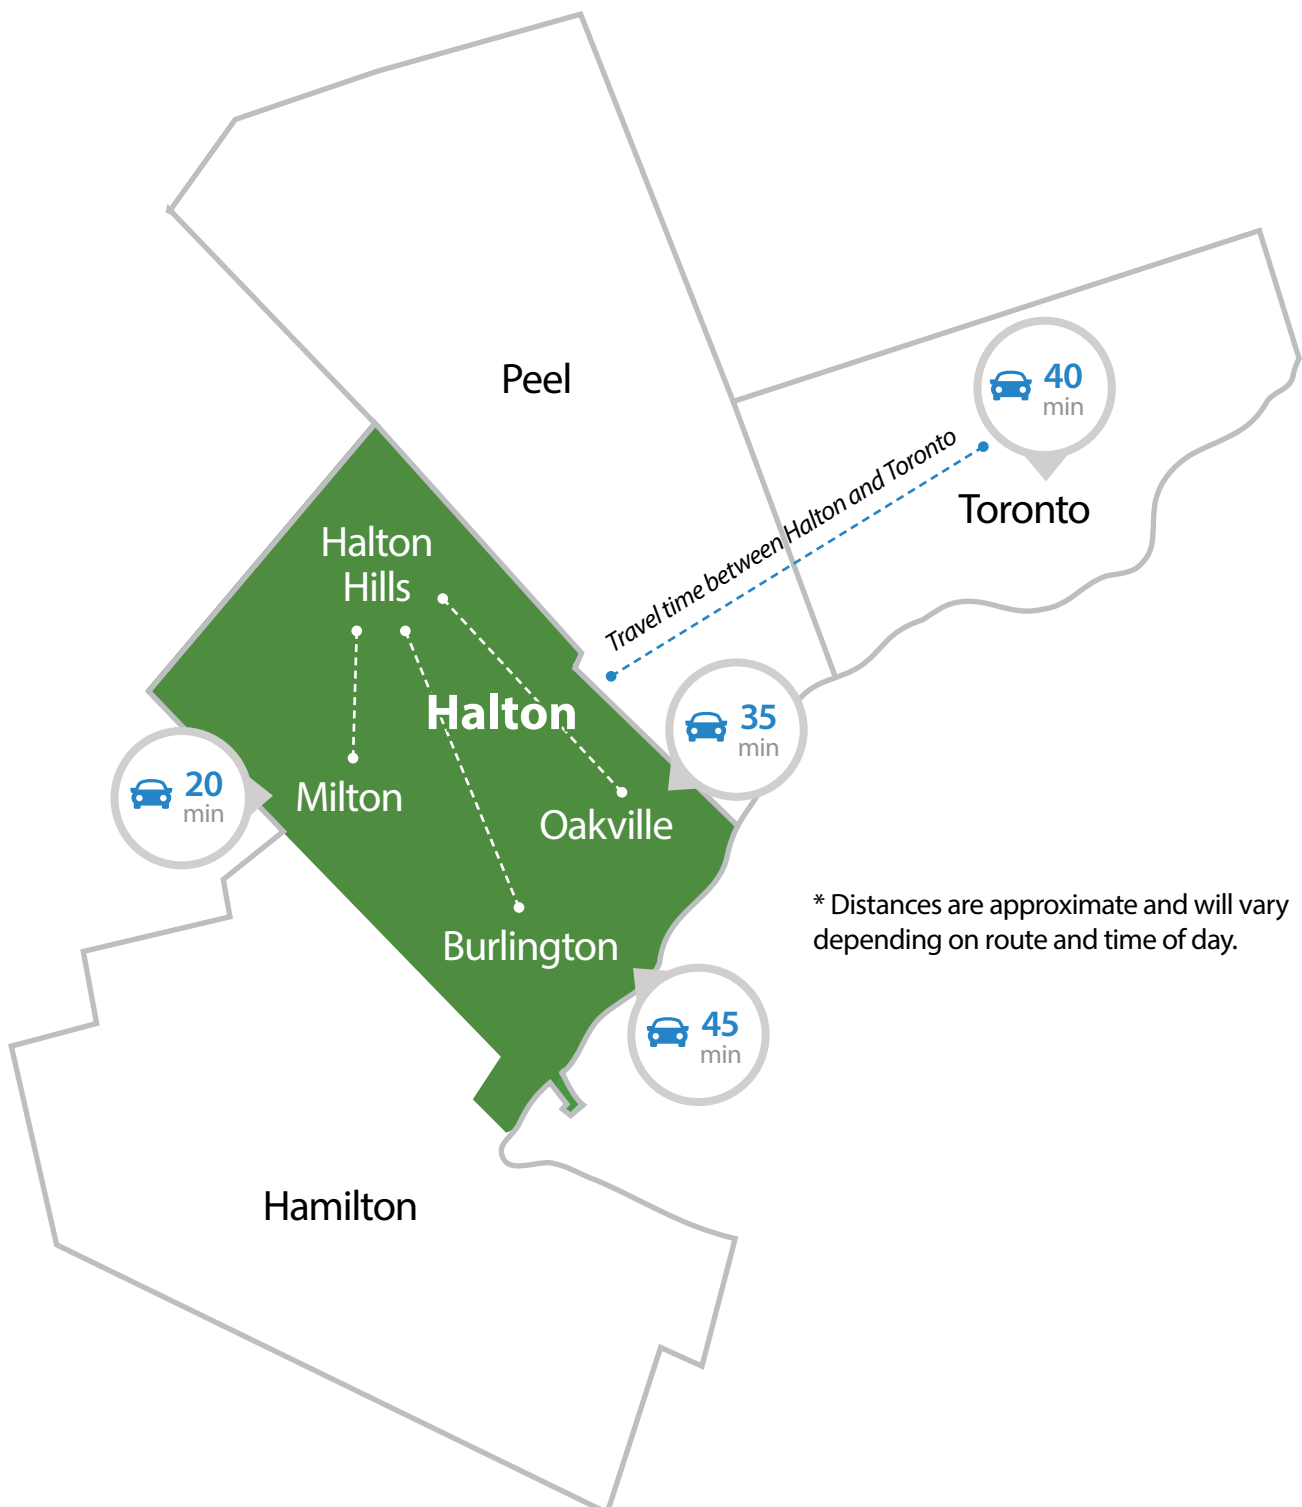 Peel
40
min
Travel time between Halton and Toronto
Toronto
Halton
Hills
Halton
35
min
20
min
Milton
Oakville
* Distances are approximate and will vary
depending on route and time of day.
Burlington
45
min
Hamilton